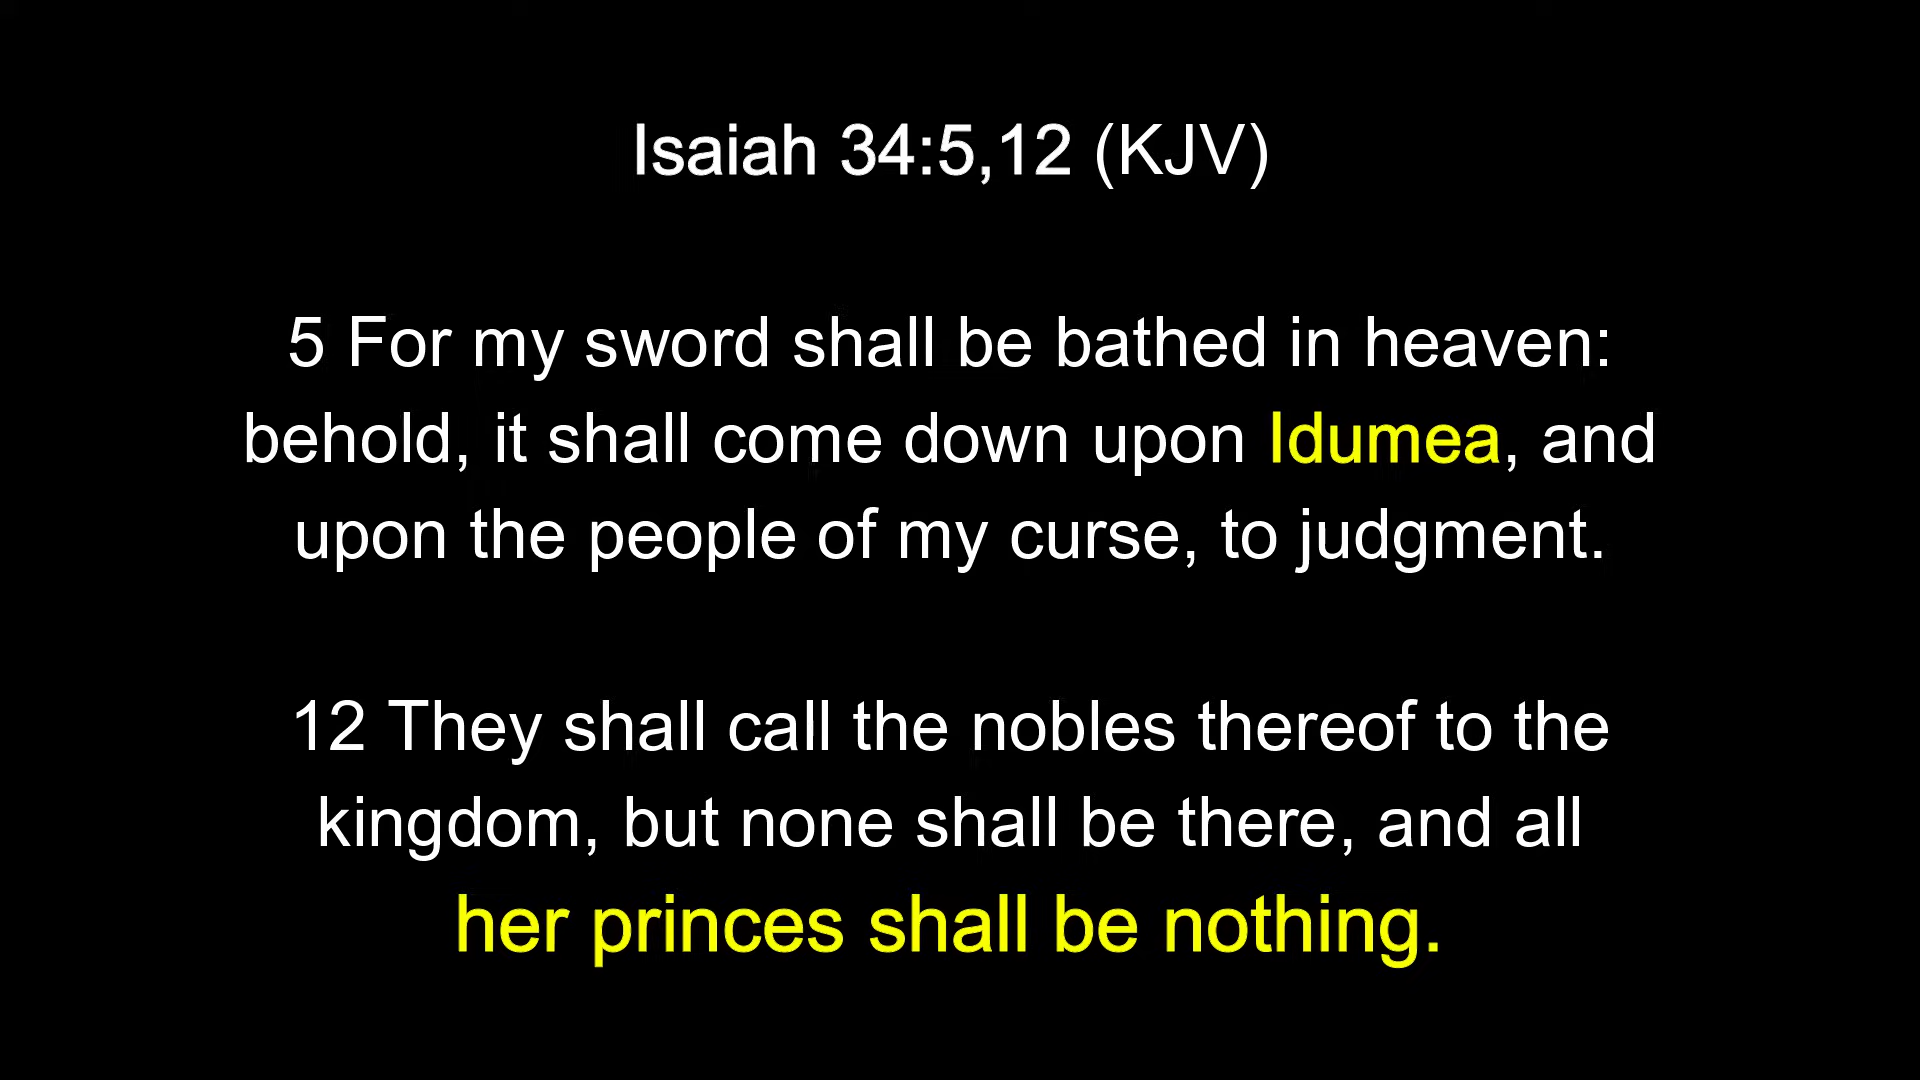 Isaiah 34:5,12 (KJV)
5 For my sword shall be bathed in heaven:
behold, it shall come down upon Idumea, and
upon the people of my curse, to judgment.
12 They shall call the nobles thereof to the
kingdom, but none shall be there, and all
her princes shall be nothing.